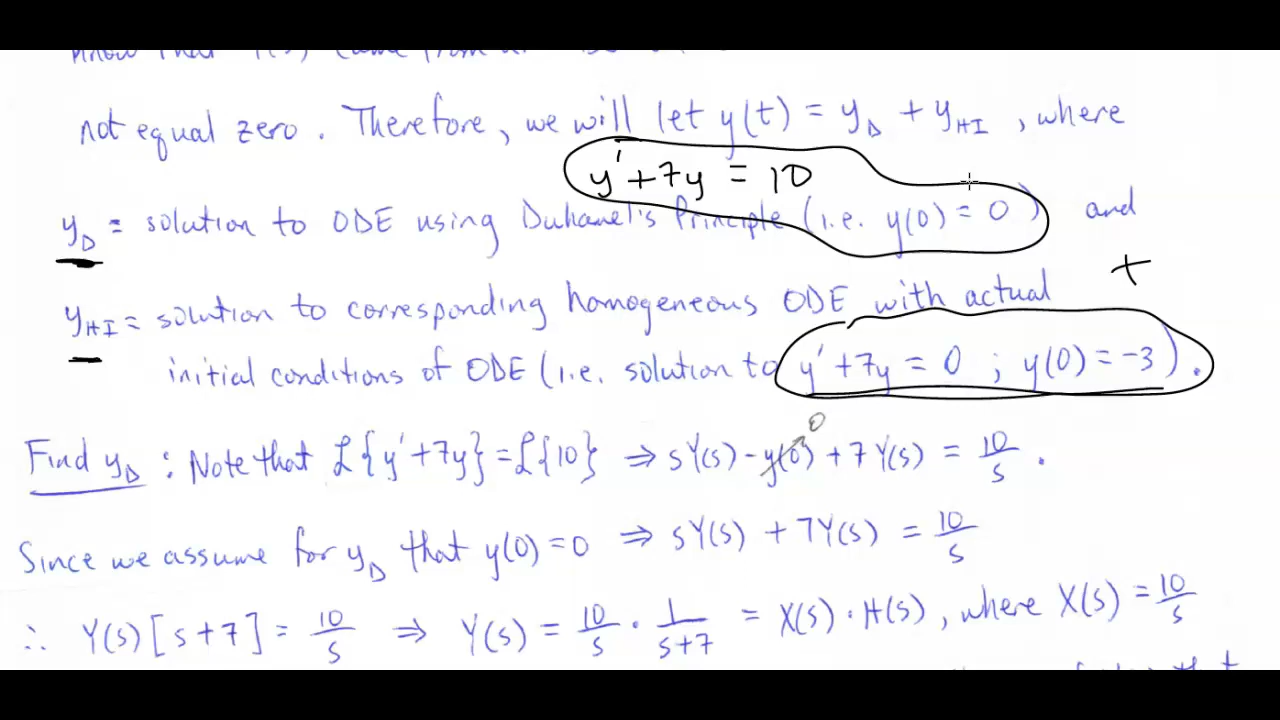 know that
not equal zero. Therefore, we will let y(t) = y_D + y_HI, where
y' + 7y = 10
y_D = solution to ODE using Duhamel's Principle (i.e. y(0) = 0) and
+
y_HI = solution to corresponding homogeneous ODE with actual
initial conditions of ODE (i.e. solution to y' + 7y = 0 ; y(0) = -3).
0
Find y_D : Note that ℒ{y' + 7y} = ℒ{10} ⇒ sY(s) - y(0) + 7Y(s) = 10/s .
Since we assume for y_D that y(0) = 0 ⇒ sY(s) + 7Y(s) = 10/s
∴ Y(s)[s+7] = 10/s ⇒ Y(s) = 10/s · 1/(s+7) = X(s) · H(s), where X(s) = 10/s